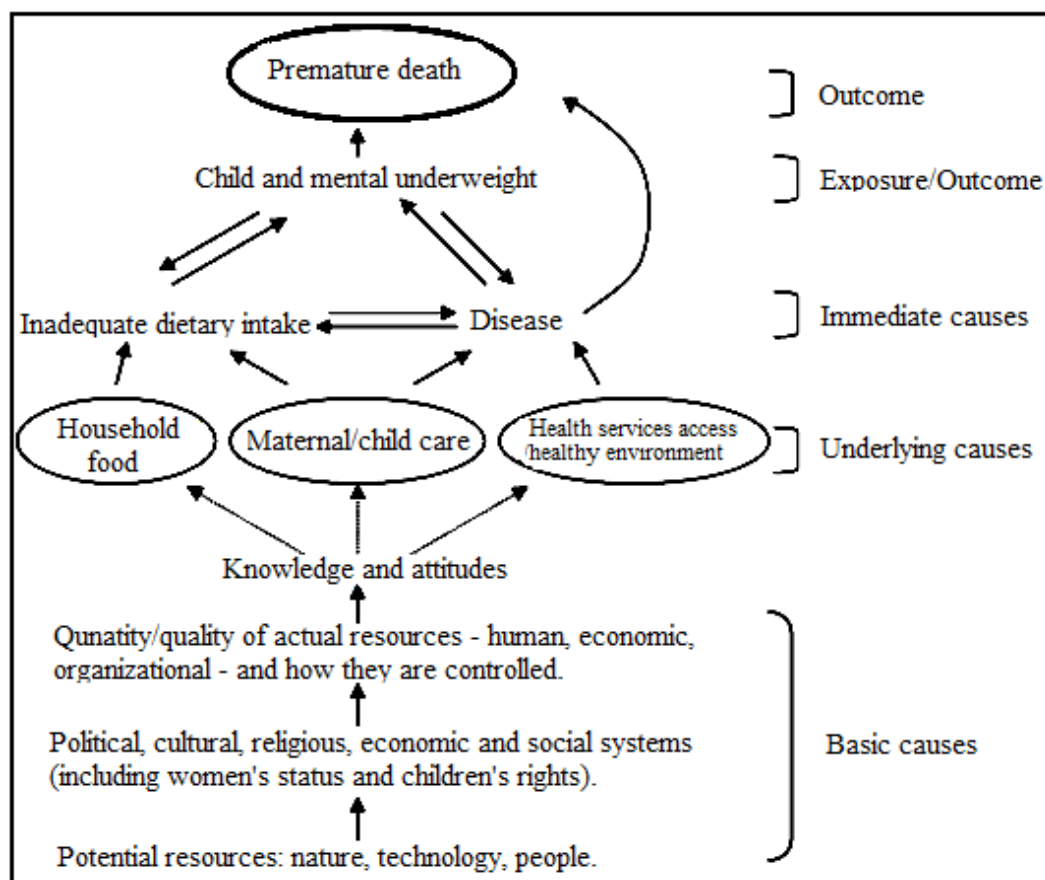 Premature death
Outcome
Child and mental underweight
Exposure/Outcome
Inadequate dietary intake
Disease
Immediate causes
Household
food
Maternal/child care
Health services access
/healthy environment
Underlying causes
Knowledge and attitudes
Qunatity/quality of actual resources - human, economic,
organizational - and how they are controlled.
Political, cultural, religious, economic and social systems
(including women's status and children's rights).
Basic causes
Potential resources: nature, technology, people.